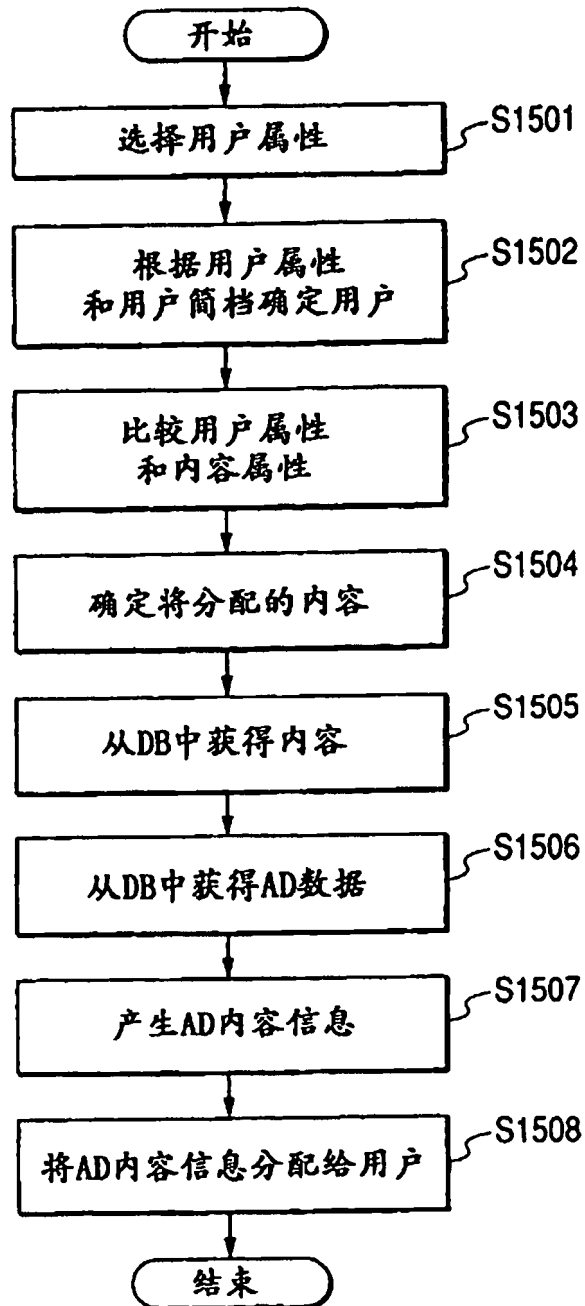 开始
选择用户属性
S1501
根据用户属性
和用户简档确定用户
S1502
比较用户属性
和内容属性
S1503
确定将分配的内容
S1504
从DB中获得内容
S1505
从DB中获得AD数据
S1506
产生AD内容信息
S1507
将AD内容信息分配给用户
S1508
结束